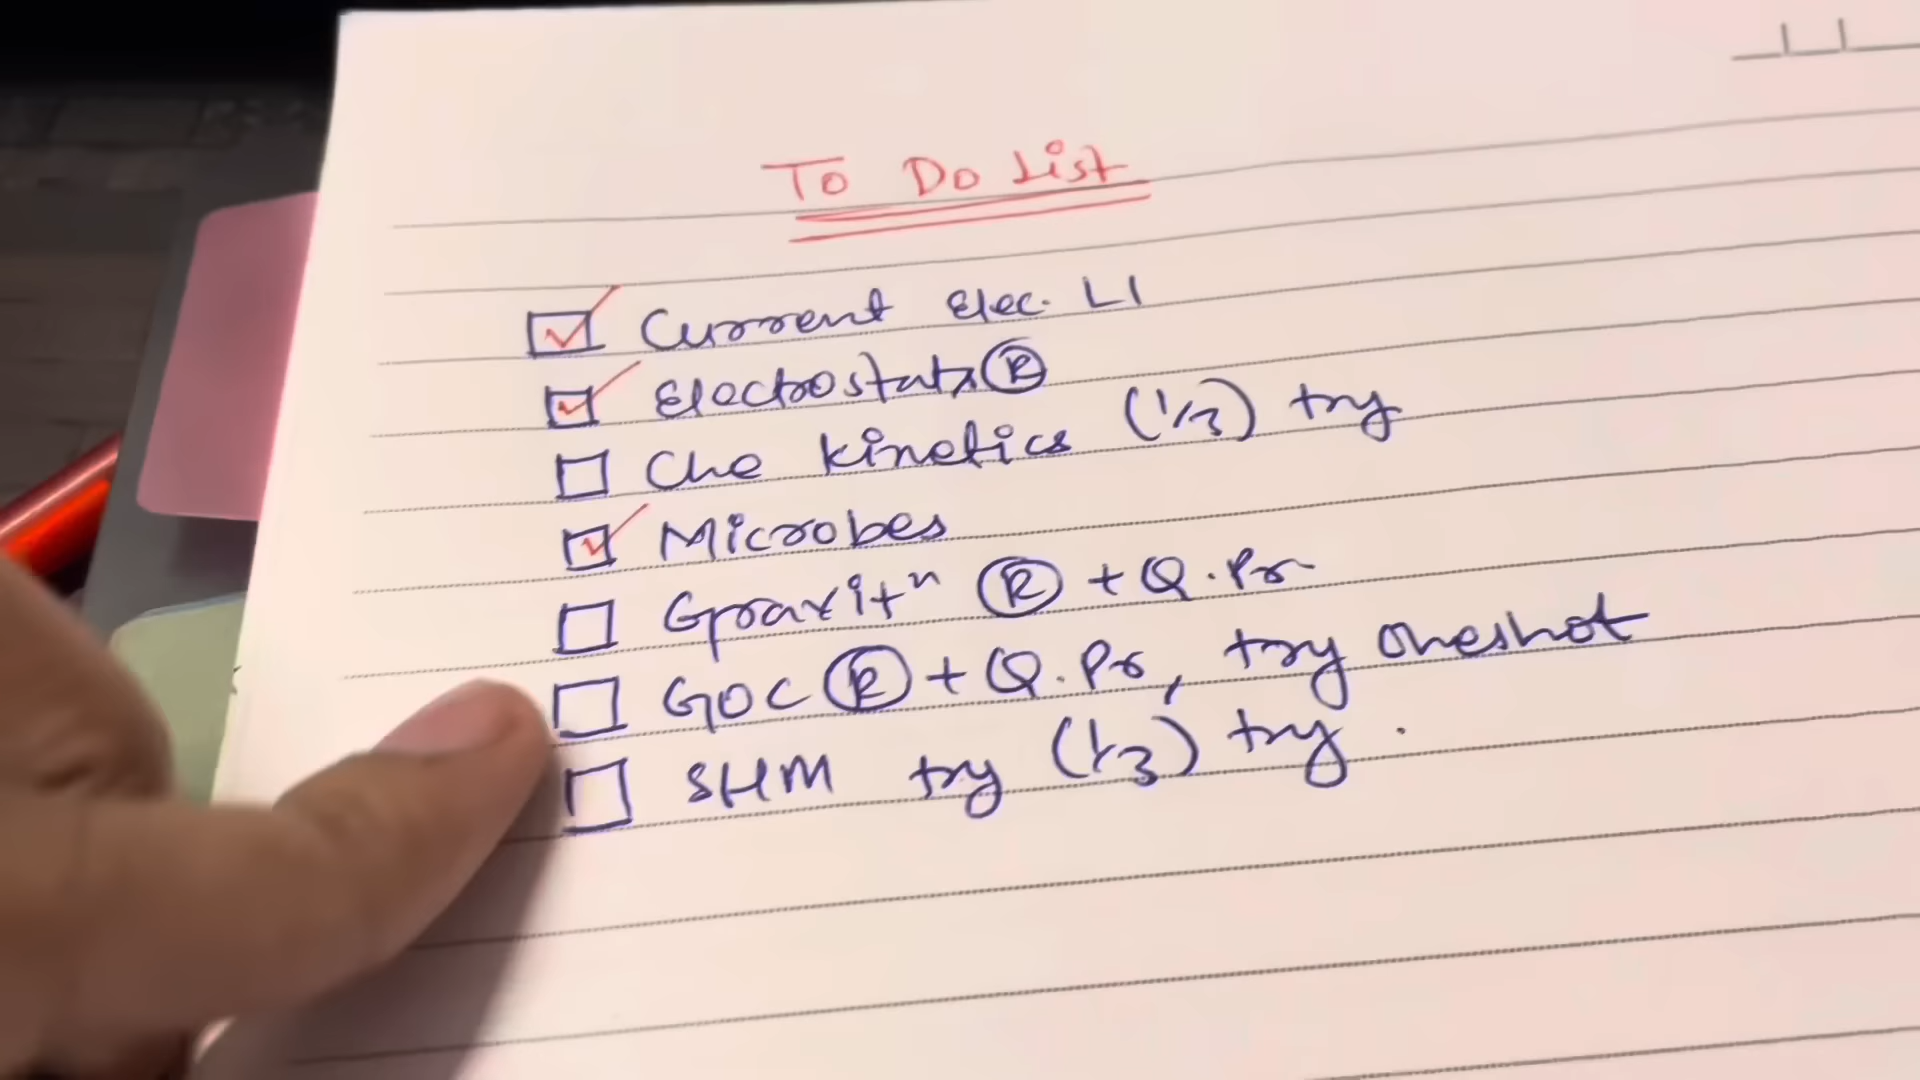 To Do List
Current Elec. L1
Electrostats Ⓡ
Che kinetics (1/3) try
Microbes
Gravitⁿ Ⓡ + Q.Pr
GOC Ⓡ + Q.Pr, try oneshot
SHM try (1/3) try.